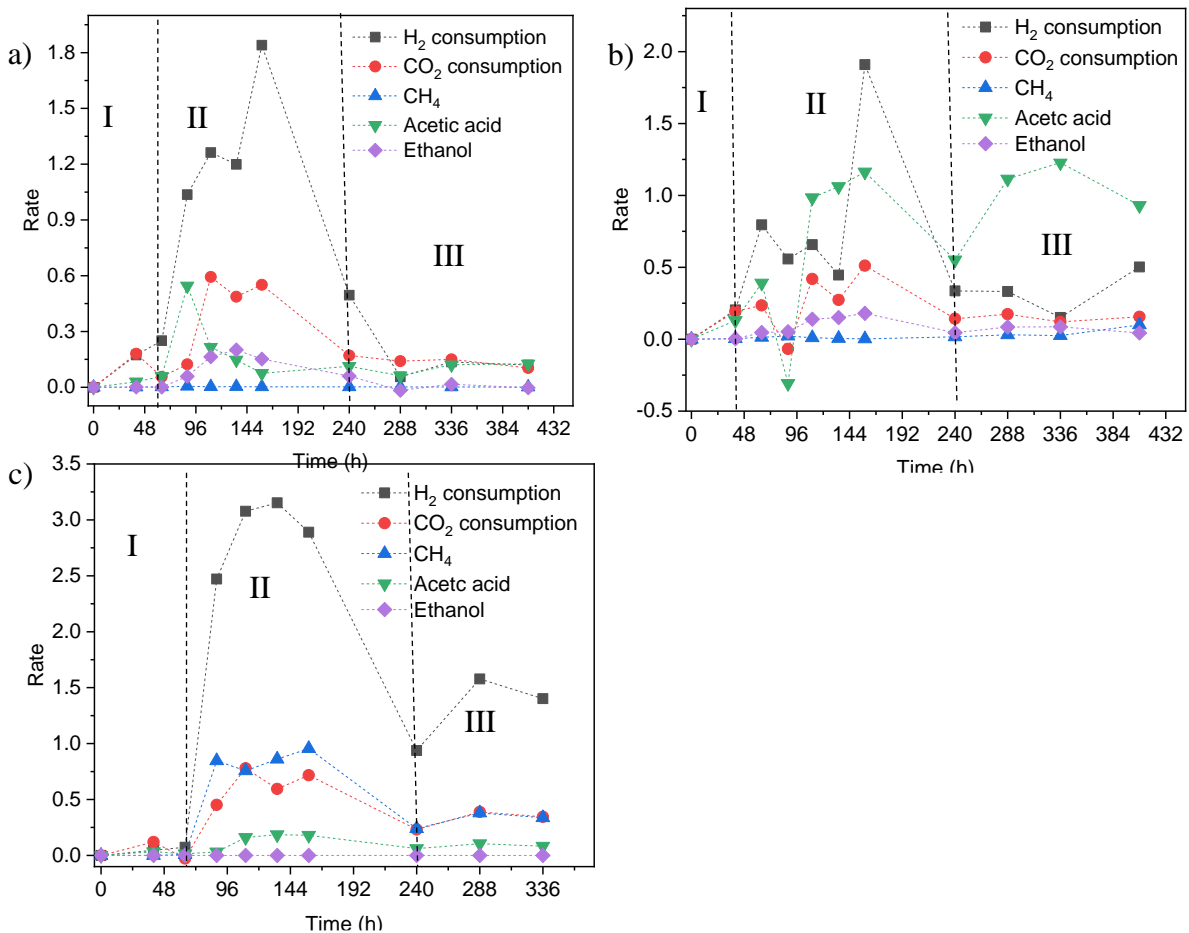 a)
I
II
III
H₂ consumption
CO₂ consumption
CH₄
Acetic acid
Ethanol
Rate
1.8
1.5
1.2
0.9
0.6
0.3
0.0
0 48 96 144 192 240 288 336 384 432
Time (h)
b)
I
II
III
H₂ consumption
CO₂ consumption
CH₄
Acetc acid
Ethanol
Rate
2.0
1.5
1.0
0.5
0.0
-0.5
0 48 96 144 192 240 288 336 384 432
Time (h)
c)
I
II
III
H₂ consumption
CO₂ consumption
CH₄
Acetc acid
Ethanol
Rate
3.5
3.0
2.5
2.0
1.5
1.0
0.5
0.0
0 48 96 144 192 240 288 336
Time (h)